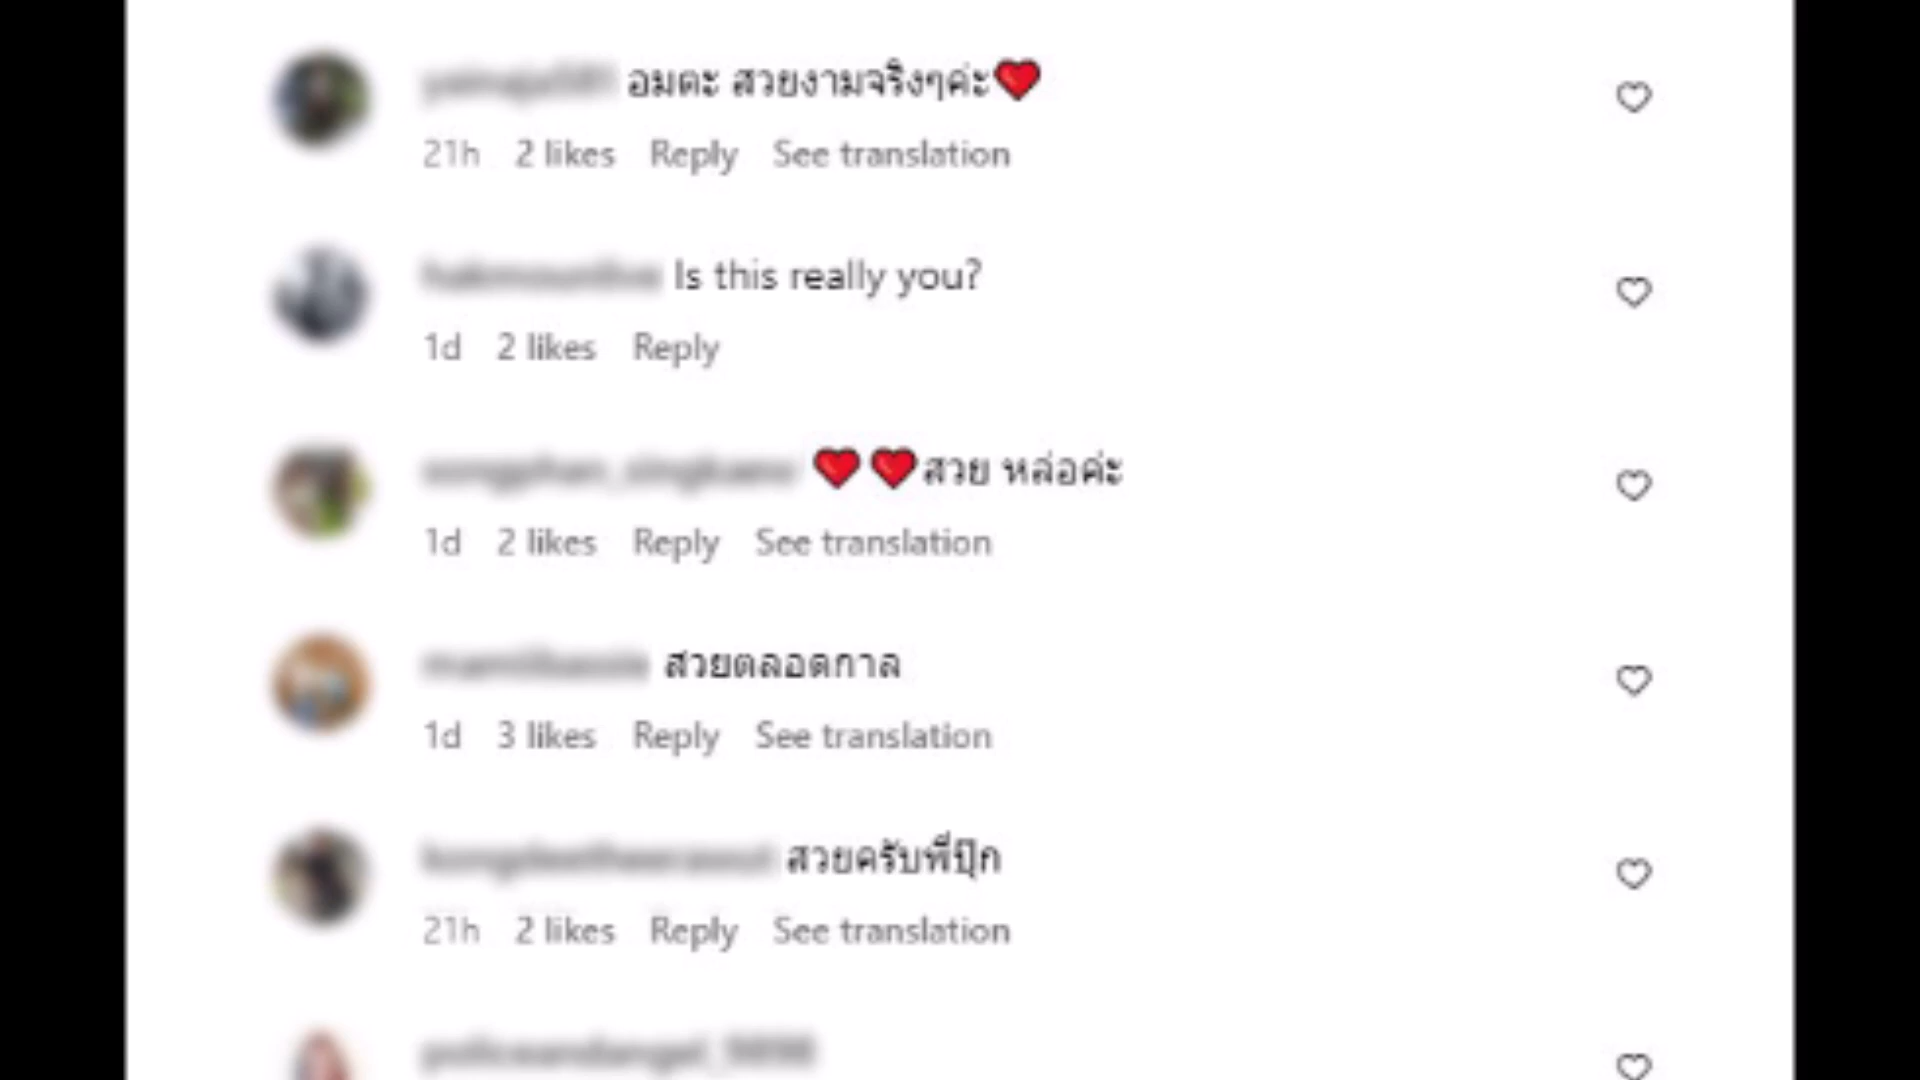 อมตะ สวยงามจริงๆค่ะ❤️
21h 2 likes Reply See translation
Is this really you?
1d 2 likes Reply
❤️❤️สวย หล่อค่ะ
1d 2 likes Reply See translation
สวยตลอดกาล
1d 3 likes Reply See translation
สวยครับพี่ปุ๊ก
21h 2 likes Reply See translation